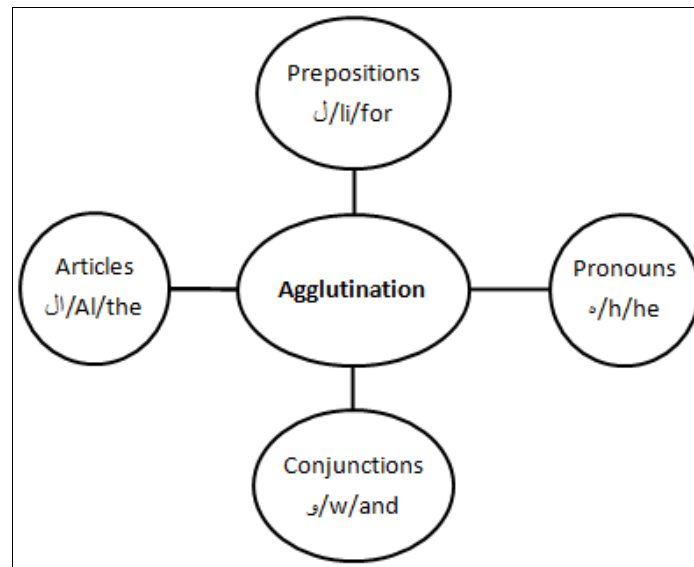 Prepositions
ل/li/for
Articles
ال/Al/the
Agglutination
Pronouns
ه/h/he
Conjunctions
و/w/and